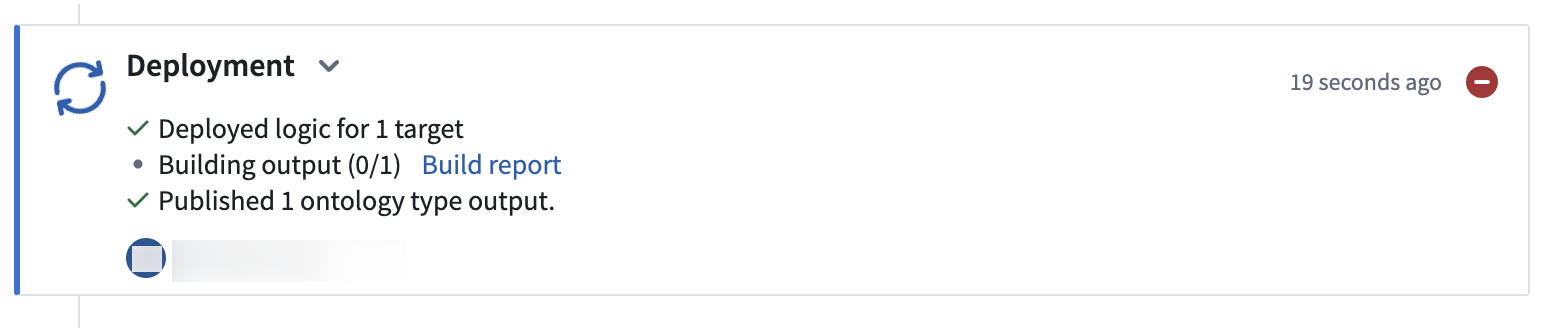 Deployment
19 seconds ago
Deployed logic for 1 target
Building output (0/1) Build report
Published 1 ontology type output.